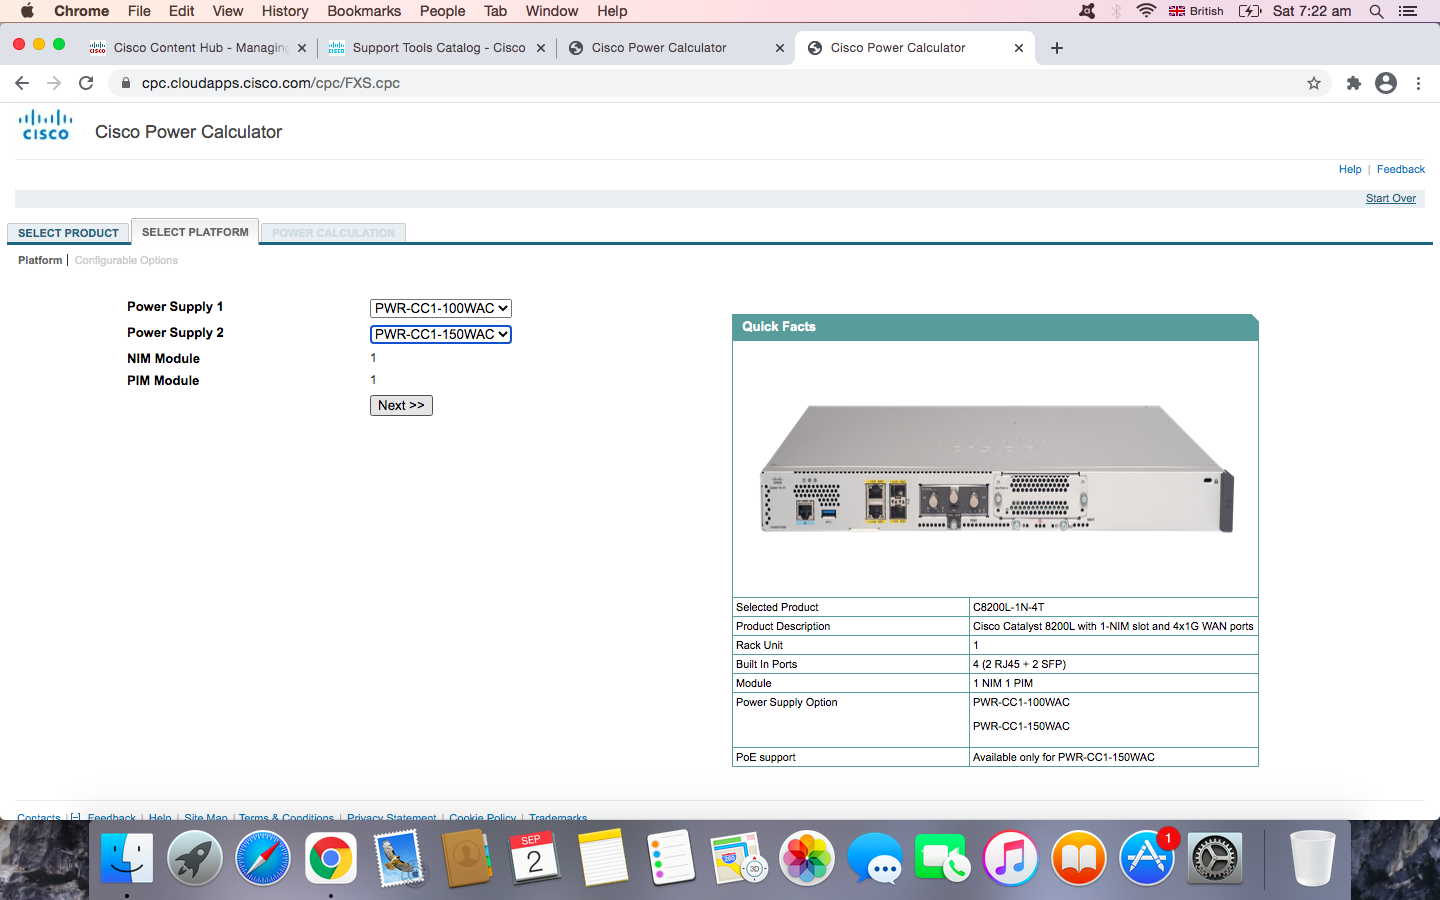 Chrome File Edit View History Bookmarks People Tab Window Help British Sat 7:22 am
Cisco Content Hub - Managing Support Tools Catalog - Cisco Cisco Power Calculator Cisco Power Calculator
cpc.cloudapps.cisco.com/cpc/FXS.cpc
CISCO Cisco Power Calculator
Help | Feedback
Start Over
SELECT PRODUCT SELECT PLATFORM POWER CALCULATION
Platform | Configurable Options
Power Supply 1 PWR-CC1-100WAC
Power Supply 2 PWR-CC1-150WAC
NIM Module 1
PIM Module 1
Next >>
Quick Facts
Selected Product C8200L-1N-4T
Product Description Cisco Catalyst 8200L with 1-NIM slot and 4x1G WAN ports
Rack Unit 1
Built In Ports 4 (2 RJ45 + 2 SFP)
Module 1 NIM 1 PIM
Power Supply Option PWR-CC1-100WAC
PWR-CC1-150WAC
PoE support Available only for PWR-CC1-150WAC
Contacts | Feedback | Help | Site Map | Terms & Conditions | Privacy Statement | Cookie Policy | Trademarks
SEP
2
280
3D
1